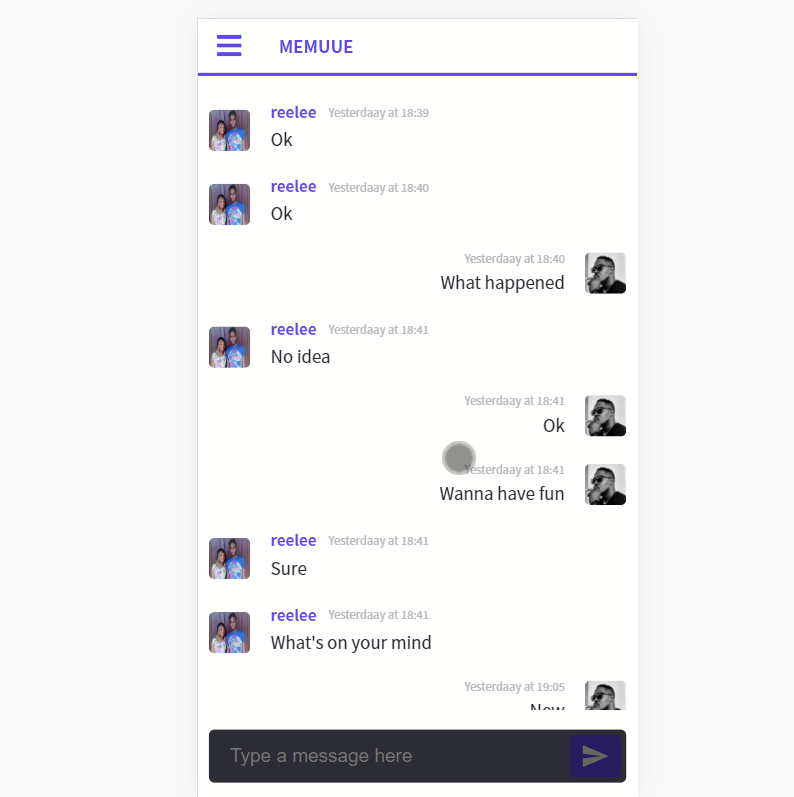 MEMUUE
reelee Yesterdaay at 18:39
Ok
reelee Yesterdaay at 18:40
Ok
Yesterdaay at 18:40
What happened
reelee Yesterdaay at 18:41
No idea
Yesterdaay at 18:41
Ok
Yesterdaay at 18:41
Wanna have fun
reelee Yesterdaay at 18:41
Sure
reelee Yesterdaay at 18:41
What's on your mind
Yesterdaay at 19:05
Type a message here